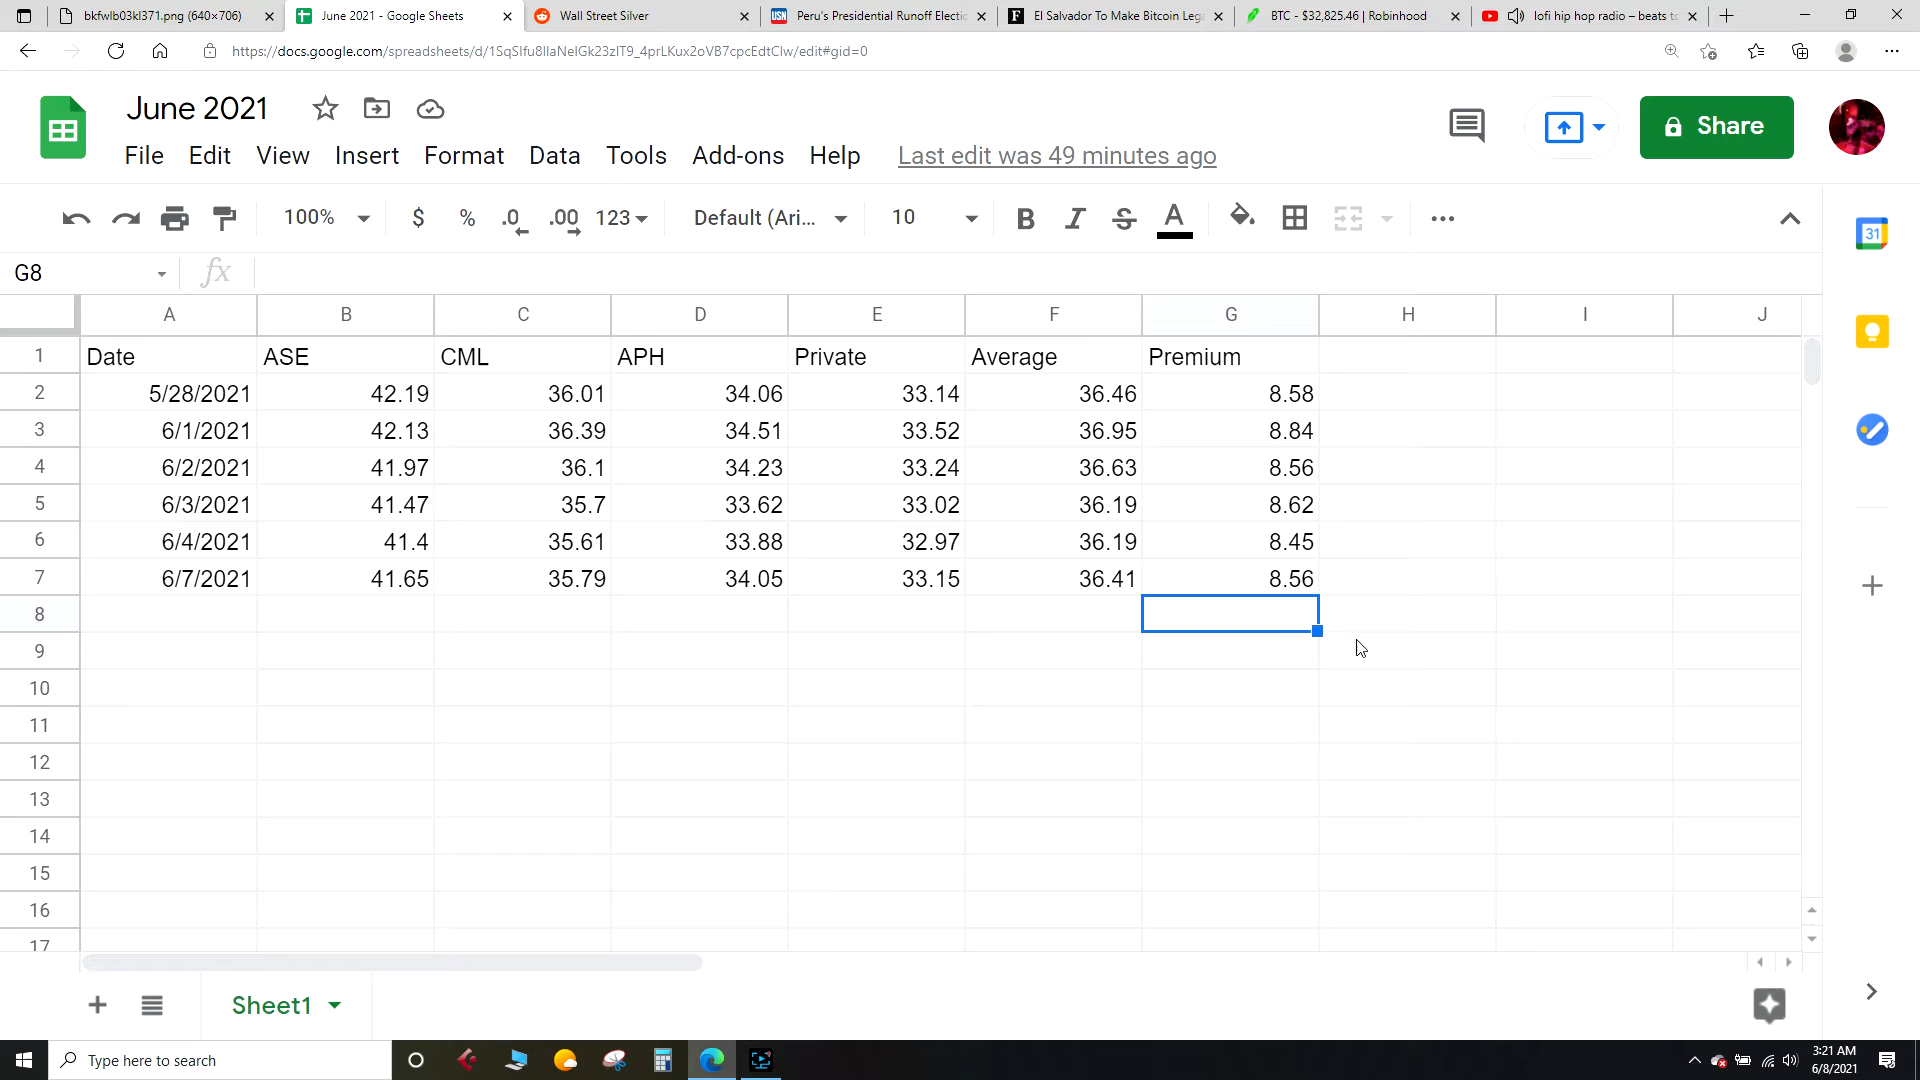 bkfwlb03kl371.png (640×706)
June 2021 - Google Sheets
Wall Street Silver
USN
Peru's Presidential Runoff Electi
El Salvador To Make Bitcoin Leg
BTC - $32,825.46 | Robinhood
lofi hip hop radio – beats to
June 2021
Share
File Edit View Insert Format Data Tools Add-ons Help Last edit was 49 minutes ago
100% $ % .0 .00 123 Default (Ari... 10 B I S A
31
G8 fx
A B C D E F G H I J
1 Date ASE CML APH Private Average Premium
2 5/28/2021 42.19 36.01 34.06 33.14 36.46 8.58
3 6/1/2021 42.13 36.39 34.51 33.52 36.95 8.84
4 6/2/2021 41.97 36.1 34.23 33.24 36.63 8.56
5 6/3/2021 41.47 35.7 33.62 33.02 36.19 8.62
6 6/4/2021 41.4 35.61 33.88 32.97 36.19 8.45
7 6/7/2021 41.65 35.79 34.05 33.15 36.41 8.56
8
9
10
11
12
13
14
15
16
17
Sheet1
Type here to search
3:21 AM
6/8/2021